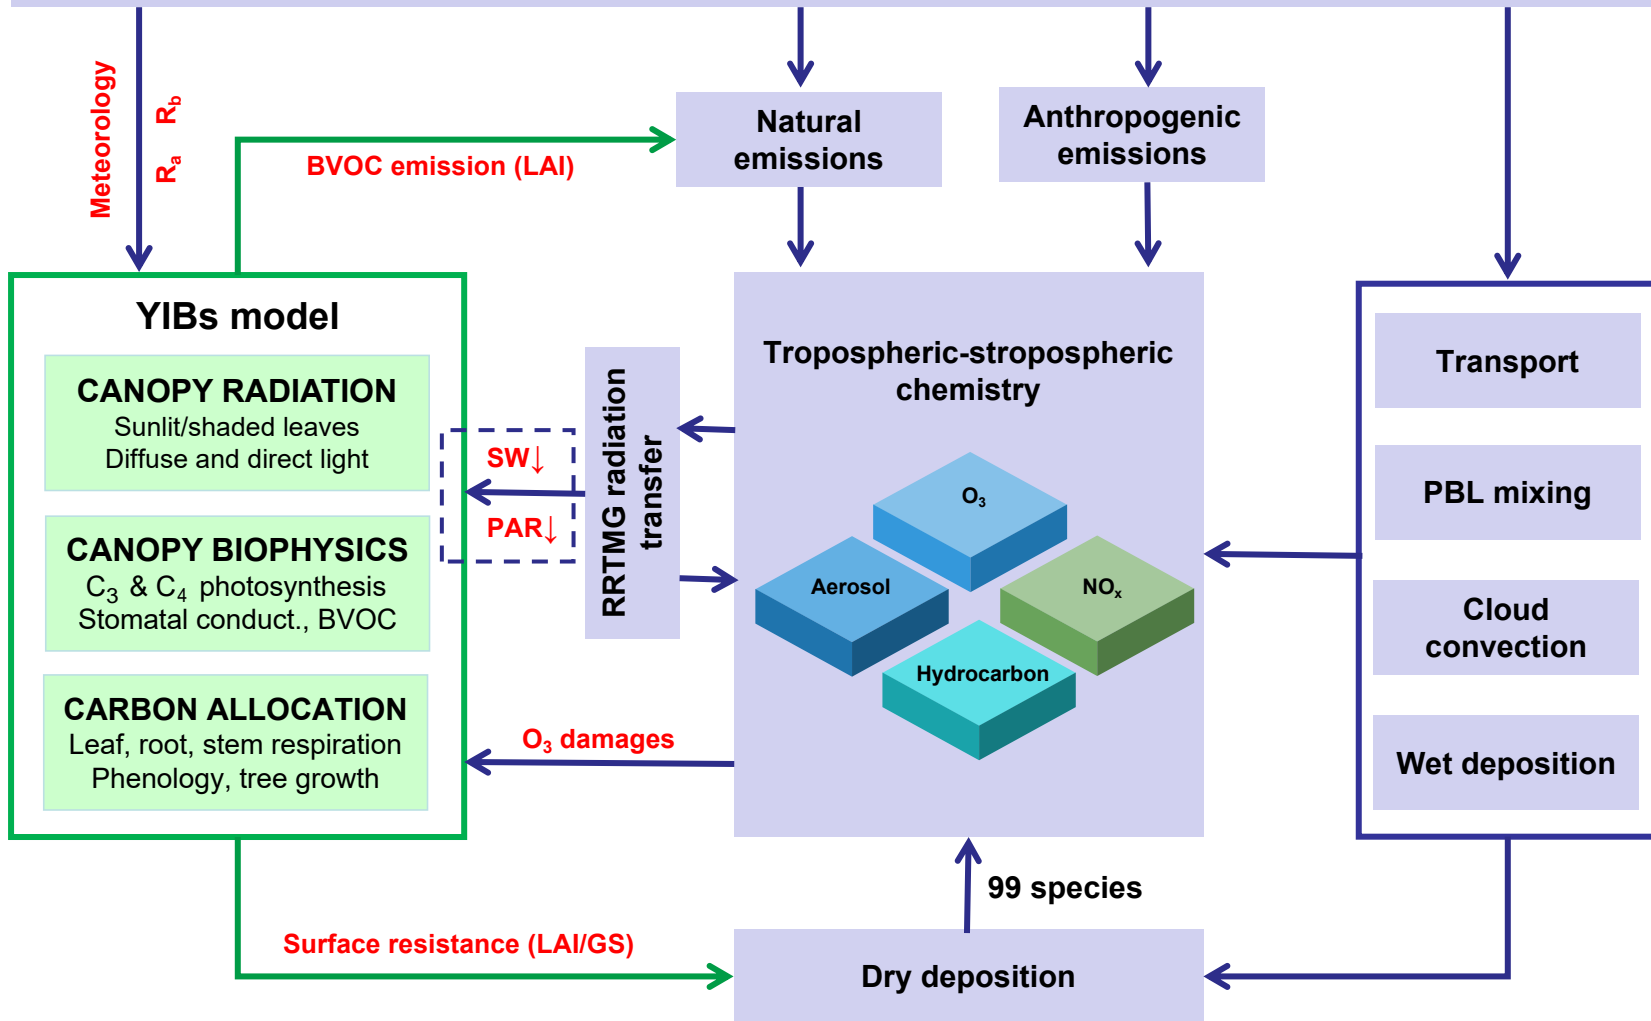 Meteorology
Rₐ R_b
BVOC emission (LAI)
Natural
emissions
Anthropogenic
emissions
YIBs model
CANOPY RADIATION
Sunlit/shaded leaves
Diffuse and direct light
CANOPY BIOPHYSICS
C₃ & C₄ photosynthesis
Stomatal conduct., BVOC
CARBON ALLOCATION
Leaf, root, stem respiration
Phenology, tree growth
SW↓
PAR↓
RRTMG radiation
transfer
O₃ damages
Tropospheric-stropospheric
chemistry
O₃
Aerosol
NOₓ
Hydrocarbon
Transport
PBL mixing
Cloud
convection
Wet deposition
99 species
Surface resistance (LAI/GS)
Dry deposition